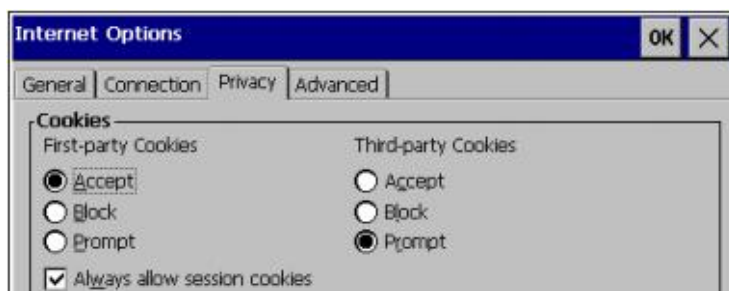 Internet Options OK
General Connection Privacy Advanced
Cookies
First-party Cookies Third-party Cookies
Accept Accept
Block Block
Prompt Prompt
Always allow session cookies